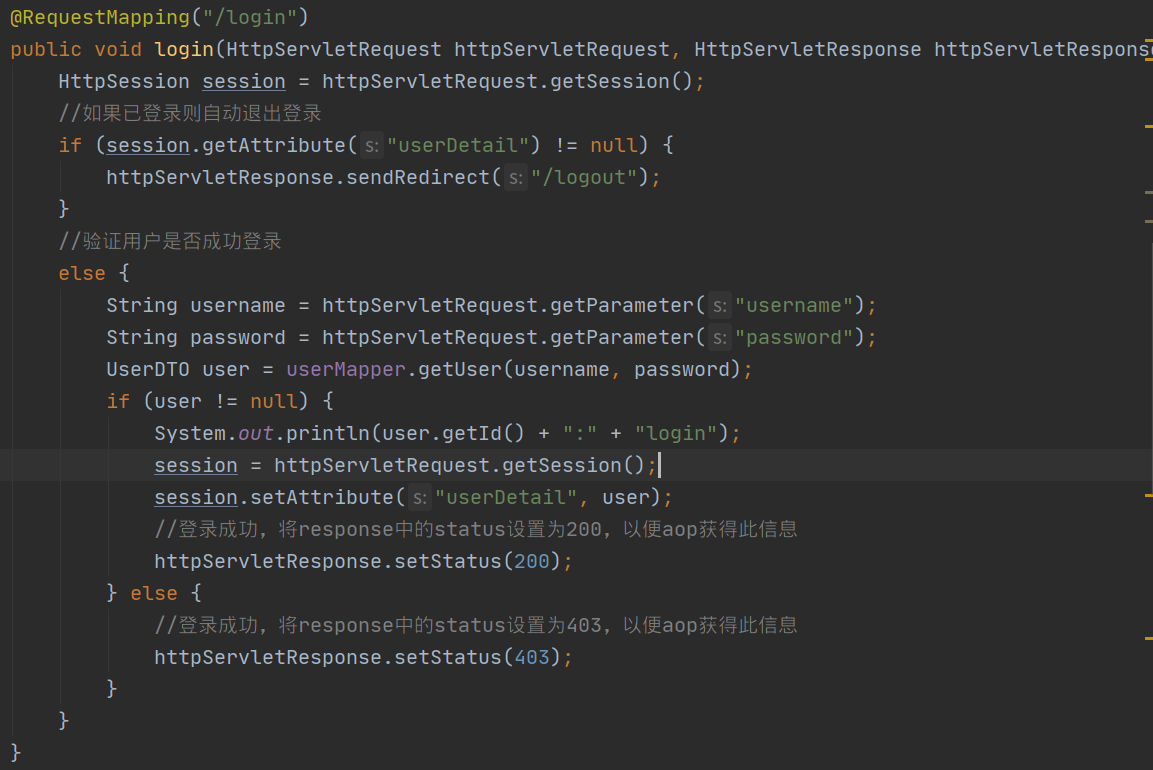 @RequestMapping("/login")
public void login(HttpServletRequest httpServletRequest, HttpServletResponse httpServletResponse
    HttpSession session = httpServletRequest.getSession();
    //如果已登录则自动退出登录
    if (session.getAttribute( s: "userDetail") != null) {
        httpServletResponse.sendRedirect( s: "/logout");
    }
    //验证用户是否成功登录
    else {
        String username = httpServletRequest.getParameter( s: "username");
        String password = httpServletRequest.getParameter( s: "password");
        UserDTO user = userMapper.getUser(username, password);
        if (user != null) {
            System.out.println(user.getId() + ":" + "login");
            session = httpServletRequest.getSession();
            session.setAttribute( s: "userDetail", user);
            //登录成功，将response中的status设置为200，以便aop获得此信息
            httpServletResponse.setStatus(200);
        } else {
            //登录成功，将response中的status设置为403，以便aop获得此信息
            httpServletResponse.setStatus(403);
        }
    }
}